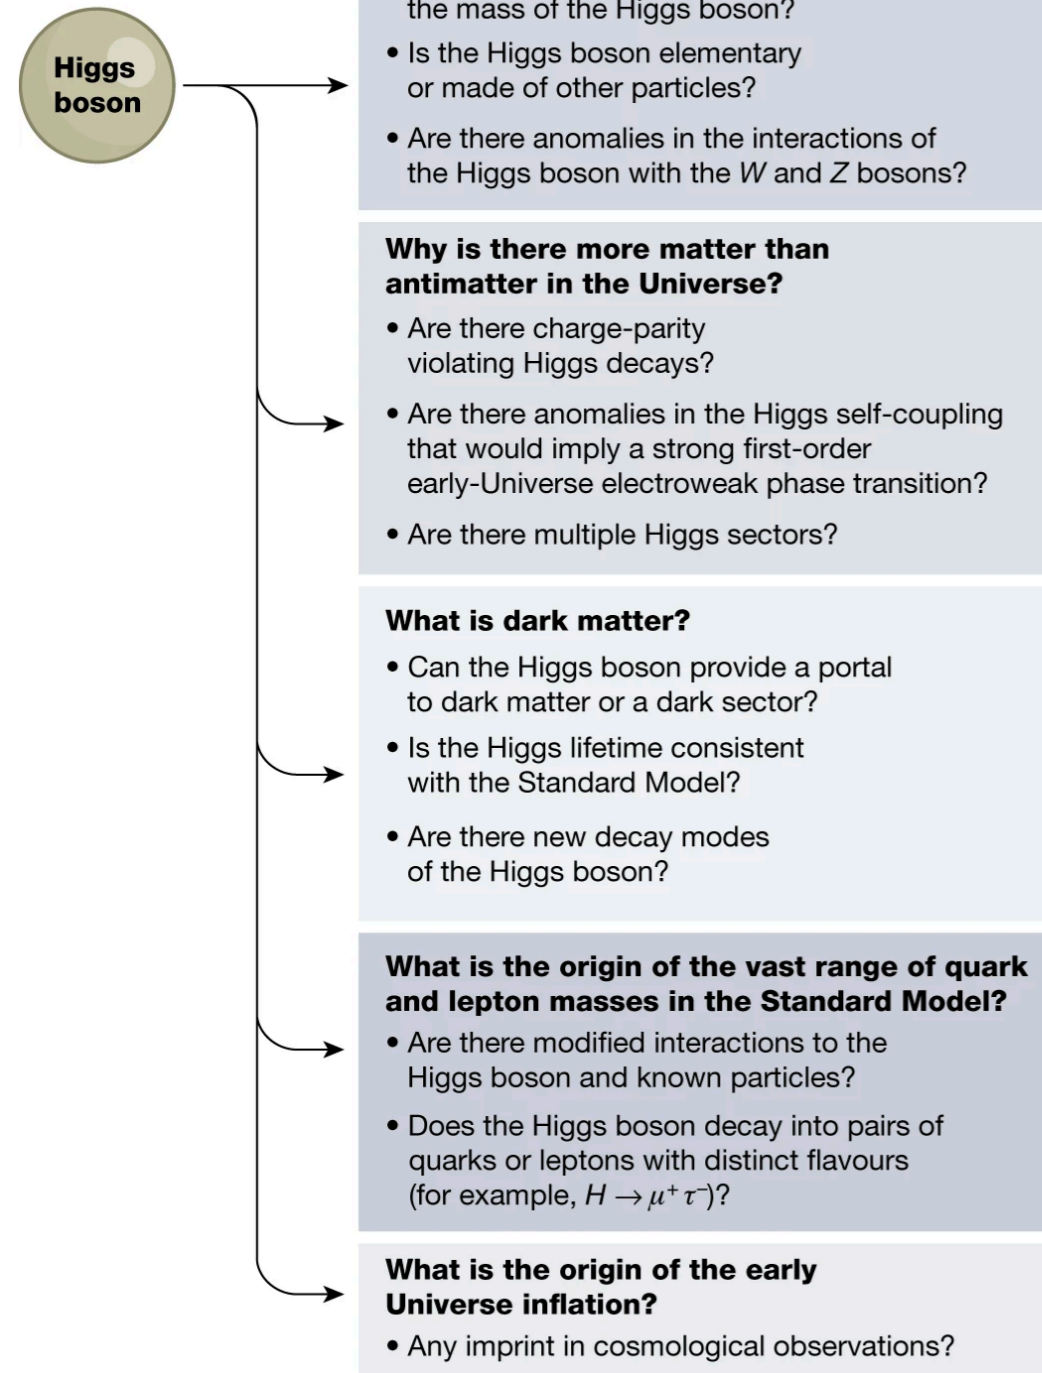 Higgs
boson
the mass of the Higgs boson?
• Is the Higgs boson elementary
or made of other particles?
• Are there anomalies in the interactions of
the Higgs boson with the W and Z bosons?
Why is there more matter than
antimatter in the Universe?
• Are there charge-parity
violating Higgs decays?
• Are there anomalies in the Higgs self-coupling
that would imply a strong first-order
early-Universe electroweak phase transition?
• Are there multiple Higgs sectors?
What is dark matter?
• Can the Higgs boson provide a portal
to dark matter or a dark sector?
• Is the Higgs lifetime consistent
with the Standard Model?
• Are there new decay modes
of the Higgs boson?
What is the origin of the vast range of quark
and lepton masses in the Standard Model?
• Are there modified interactions to the
Higgs boson and known particles?
• Does the Higgs boson decay into pairs of
quarks or leptons with distinct flavours
(for example, H → μ⁺ τ⁻)?
What is the origin of the early
Universe inflation?
• Any imprint in cosmological observations?